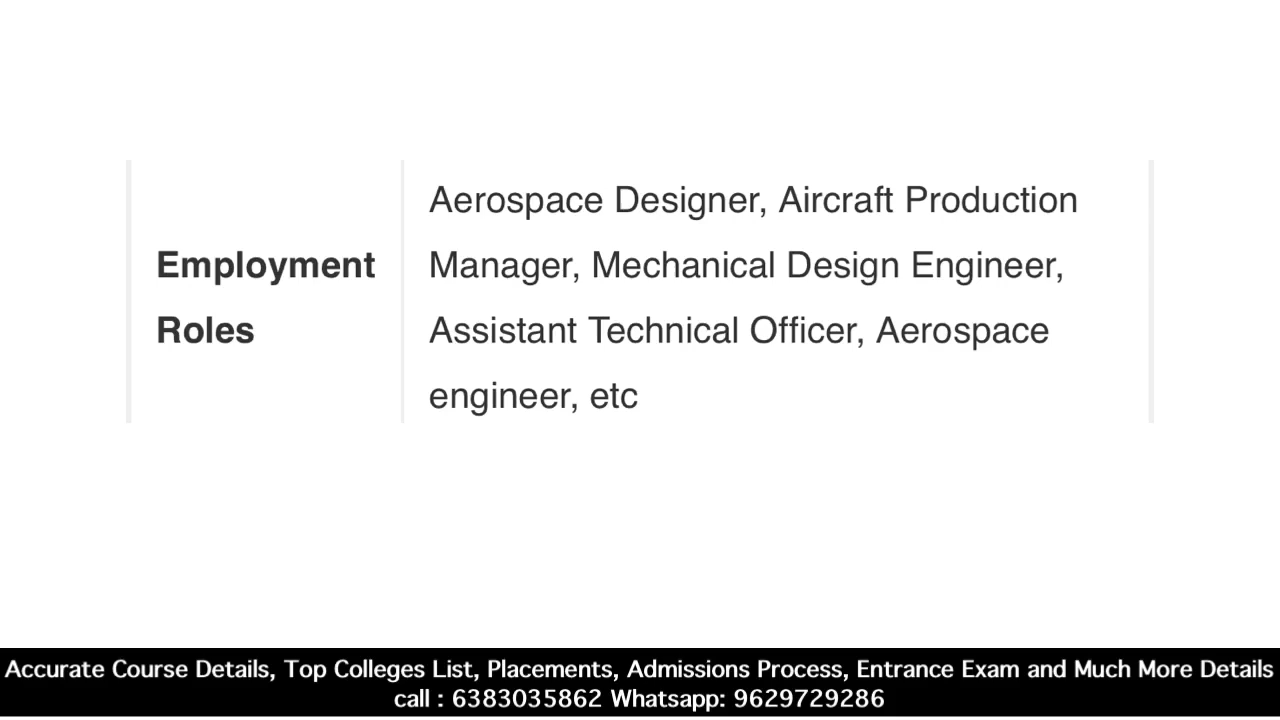 Employment
Roles
Aerospace Designer, Aircraft Production
Manager, Mechanical Design Engineer,
Assistant Technical Officer, Aerospace
engineer, etc
Accurate Course Details, Top Colleges List, Placements, Admissions Process, Entrance Exam and Much More Details
call : 6383035862 Whatsapp: 9629729286